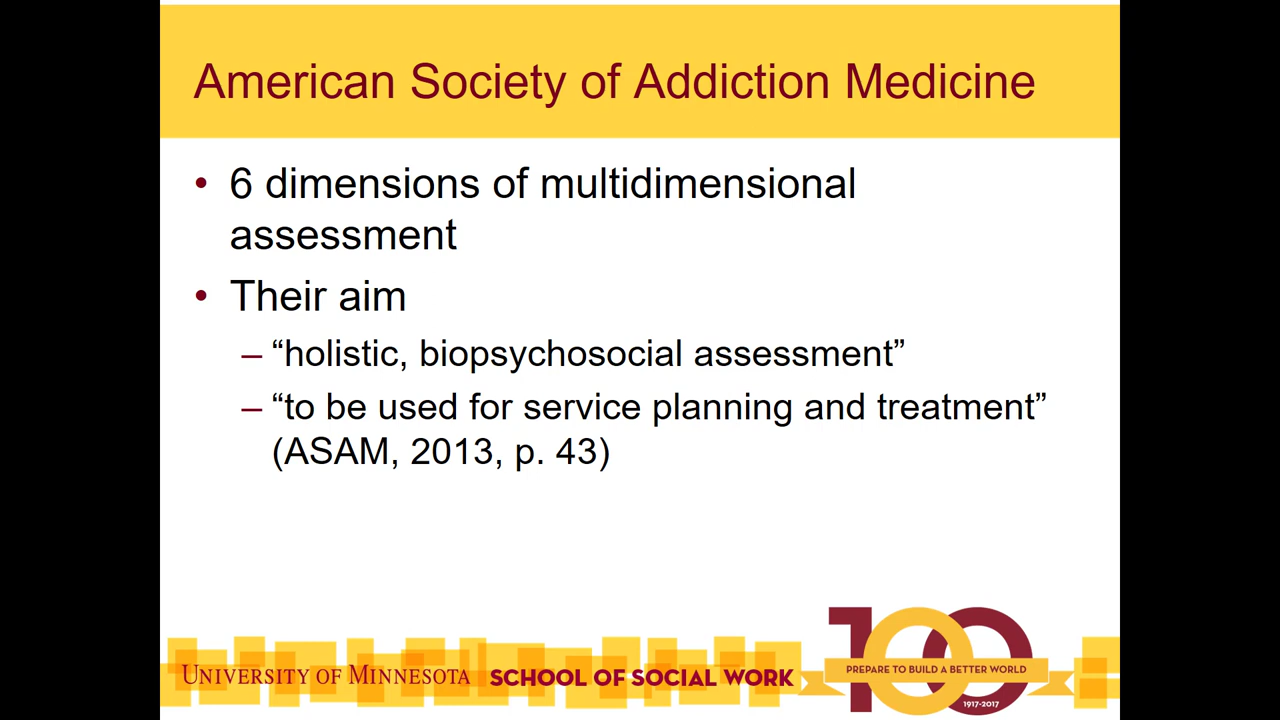 American Society of Addiction Medicine
• 6 dimensions of multidimensional
assessment
• Their aim
– “holistic, biopsychosocial assessment”
– “to be used for service planning and treatment”
(ASAM, 2013, p. 43)
UNIVERSITY OF MINNESOTA SCHOOL OF SOCIAL WORK
100
PREPARE TO BUILD A BETTER WORLD
1917-2017